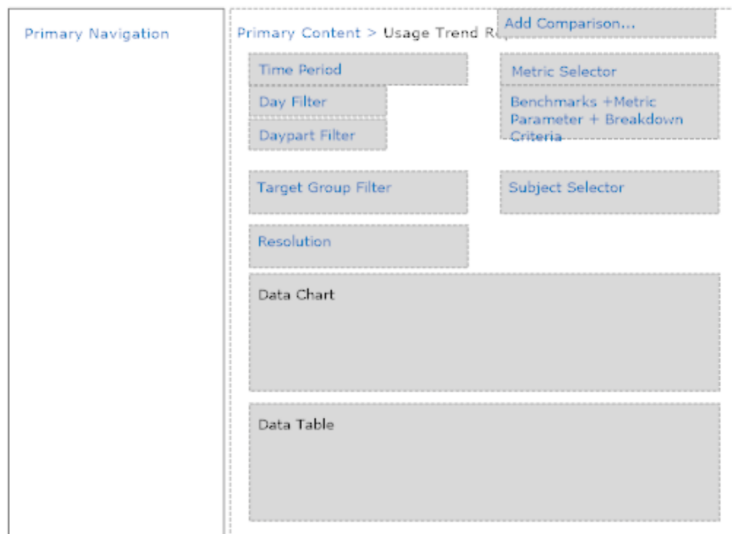 Primary Navigation
Primary Content > Usage Trend
Add Comparison...
Time Period
Metric Selector
Day Filter
Benchmarks +Metric
Parameter + Breakdown
Criteria
Daypart Filter
Target Group Filter
Subject Selector
Resolution
Data Chart
Data Table